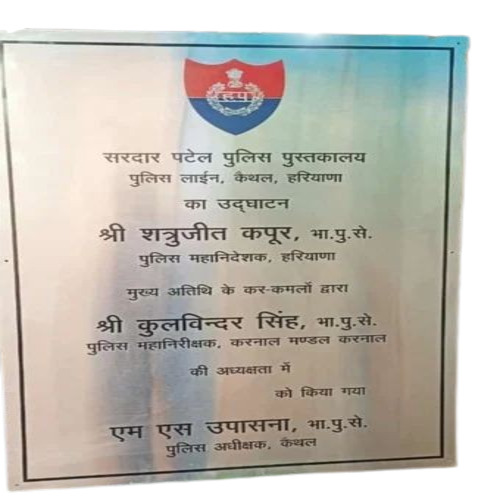 हपु
सरदार पटेल पुलिस पुस्तकालय
पुलिस लाईन, कैथल, हरियाणा
का उद्घाटन
श्री शत्रुजीत कपूर, भा.पु.से.
पुलिस महानिदेशक, हरियाणा
मुख्य अतिथि के कर-कमलों द्वारा
श्री कुलविन्दर सिंह, भा.पु.से.
पुलिस महानिरीक्षक, करनाल मण्डल करनाल
की अध्यक्षता में
को किया गया
एम एस उपासना, भा.पु.से.
पुलिस अधीक्षक, कैथल